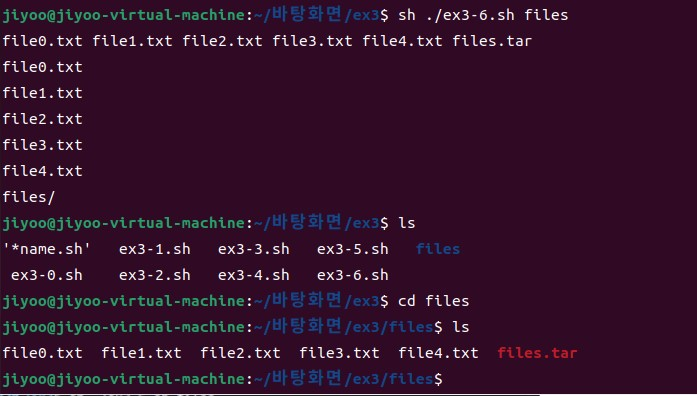 jiyoo@jiyoo-virtual-machine:~/바탕화면/ex3$ sh ./ex3-6.sh files
file0.txt file1.txt file2.txt file3.txt file4.txt files.tar
file0.txt
file1.txt
file2.txt
file3.txt
file4.txt
files/
jiyoo@jiyoo-virtual-machine:~/바탕화면/ex3$ ls
'*name.sh'   ex3-1.sh   ex3-3.sh   ex3-5.sh   files
 ex3-0.sh    ex3-2.sh   ex3-4.sh   ex3-6.sh
jiyoo@jiyoo-virtual-machine:~/바탕화면/ex3$ cd files
jiyoo@jiyoo-virtual-machine:~/바탕화면/ex3/files$ ls
file0.txt  file1.txt  file2.txt  file3.txt  file4.txt  files.tar
jiyoo@jiyoo-virtual-machine:~/바탕화면/ex3/files$